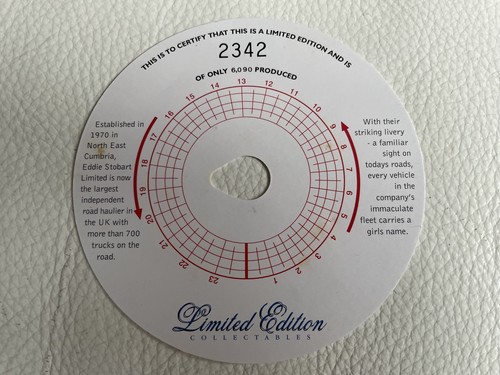 THIS IS TO CERTIFY THAT THIS IS A LIMITED EDITION AND IS
2342
OF ONLY 6,090 PRODUCED
Established in
1970 in
North East
Cumbria,
Eddie Stobart
Limited is now
the largest
independent
road haulier in
the UK with
more than 700
trucks on the
road.
With their
striking livery
- a familiar
sight on
todays roads,
every vehicle
in the
company's
immaculate
fleet carries a
girls name.
1
2
3
4
5
6
7
8
9
10
11
12
13
14
15
16
17
18
19
20
21
22
23
Limited Edition
COLLECTABLES